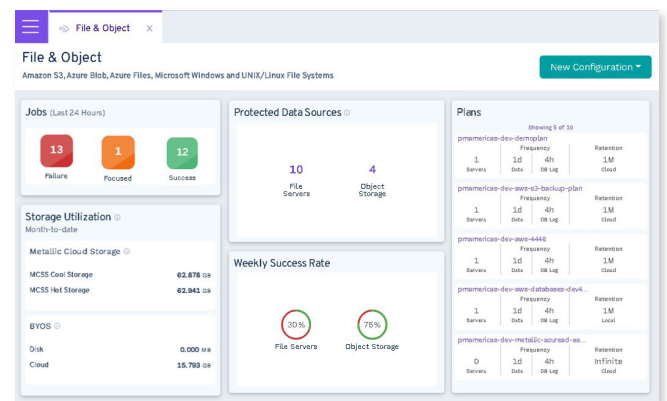 File & Object
File & Object
Amazon S3, Azure Blob, Azure Files, Microsoft Windows and UNIX/Linux File Systems
New Configuration
Jobs (Last 24 Hours)
13
1
12
Failure
Focused
Success
Storage Utilization
Month-to-date
Metallic Cloud Storage
MCSS Cool Storage 62.878 GB
MCSS Hot Storage 62.941 GB
BYOS
Disk 0.000 MB
Cloud 15.793 GB
Protected Data Sources
10
4
File
Servers
Object
Storage
Weekly Success Rate
30%
75%
File Servers
Object Storage
Plans
Showing 5 of 10
pmamericas-dev-demoplan
Frequency Retention
1 1d 4h 1M
Servers Data DB Log Cloud
pmamericas-dev-aws-s3-backup-plan
Frequency Retention
1 1d 4h 1M
Servers Data DB Log Cloud
pmamericas-dev-aws-4448
Frequency Retention
1 1d 4h 1M
Servers Data DB Log Cloud
pmamericas-dev-aws-databases-dev4...
Frequency Retention
1 1d 4h 1M
Servers Data DB Log Local
pmamericas-dev-metallic-azuread-ea...
Frequency Retention
0 1d 4h Infinite
Servers Data DB Log Cloud